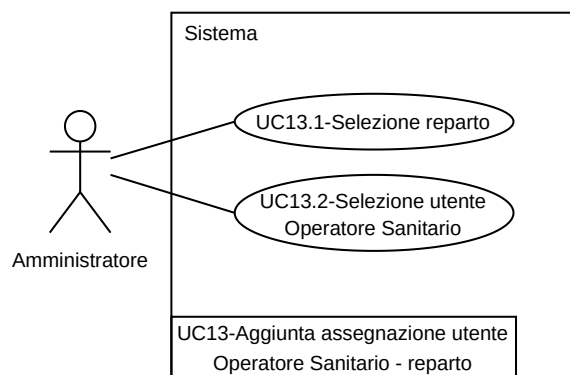 Sistema
UC13.1-Selezione reparto
UC13.2-Selezione utente
Operatore Sanitario
Amministratore
UC13-Aggiunta assegnazione utente
Operatore Sanitario - reparto